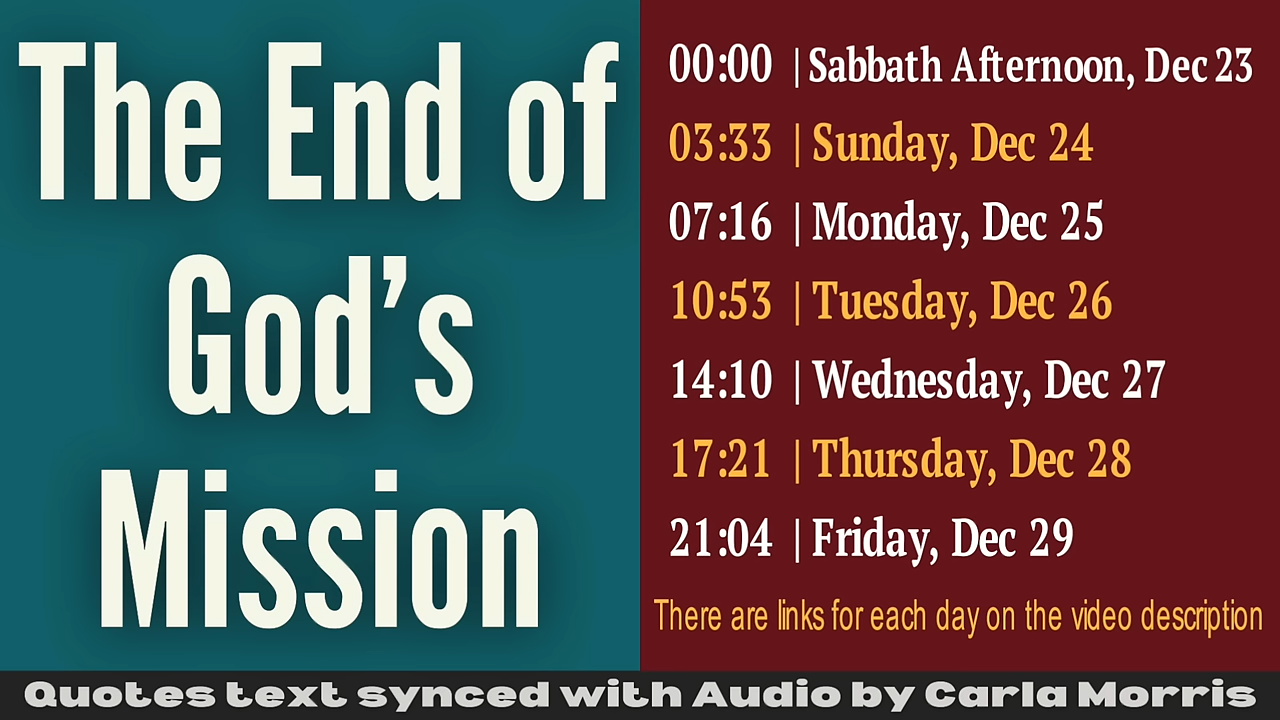 The End of
God's
Mission
00:00 | Sabbath Afternoon, Dec 23
03:33 | Sunday, Dec 24
07:16 | Monday, Dec 25
10:53 | Tuesday, Dec 26
14:10 | Wednesday, Dec 27
17:21 | Thursday, Dec 28
21:04 | Friday, Dec 29
There are links for each day on the video description
Quotes text synced with Audio by Carla Morris